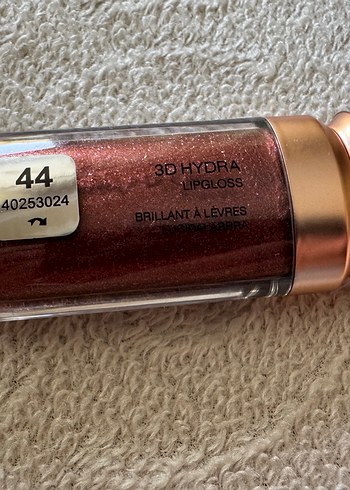 44
40253024
3D HYDRA
LIPGLOSS
BRILLANT À LÈVRES